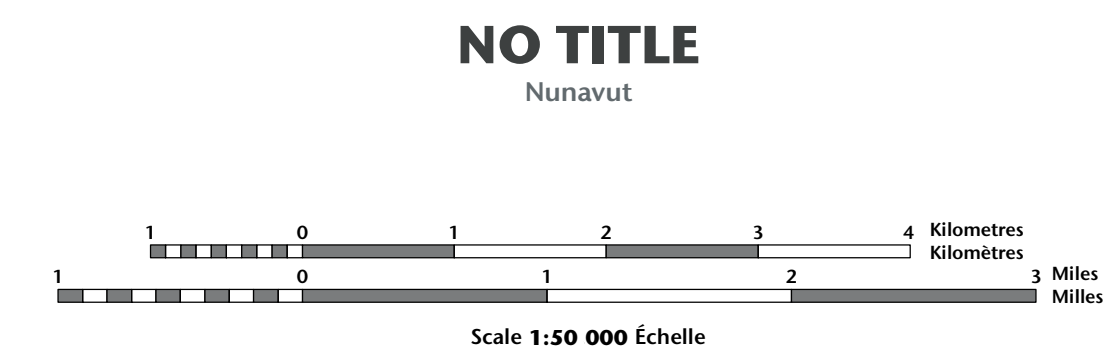 NO TITLE
Nunavut
1 0 1 2 3 4 Kilometres
Kilomètres
1 0 1 2 3 Miles
Milles
Scale 1:50 000 Échelle